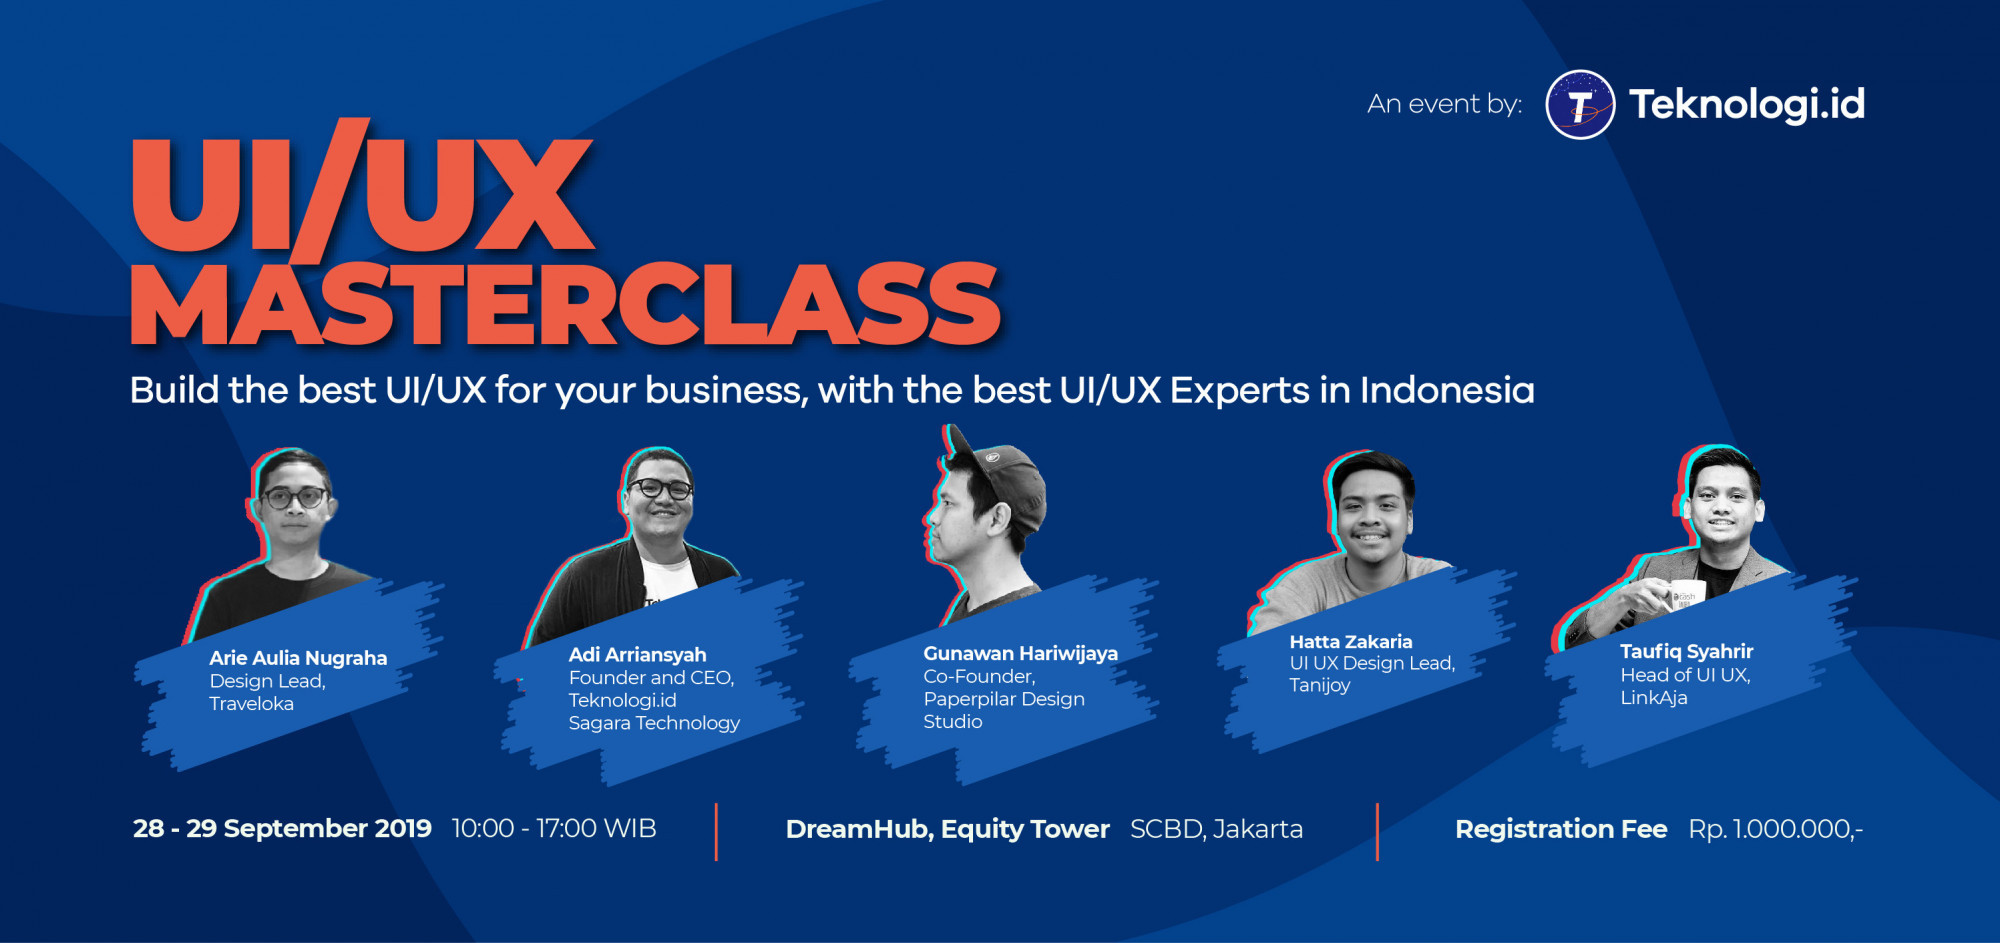 An event by: T Teknologi.id
UI/UX
MASTERCLASS
Build the best UI/UX for your business, with the best UI/UX Experts in Indonesia
Arie Aulia Nugraha
Design Lead,
Traveloka
Adi Arriansyah
Founder and CEO,
Teknologi.id
Sagara Technology
Gunawan Hariwijaya
Co-Founder,
Paperpilar Design
Studio
Hatta Zakaria
UI UX Design Lead,
Tanijoy
Taufiq Syahrir
Head of UI UX,
LinkAja
28 - 29 September 2019 10:00 - 17:00 WIB
DreamHub, Equity Tower SCBD, Jakarta
Registration Fee Rp. 1.000.000,-